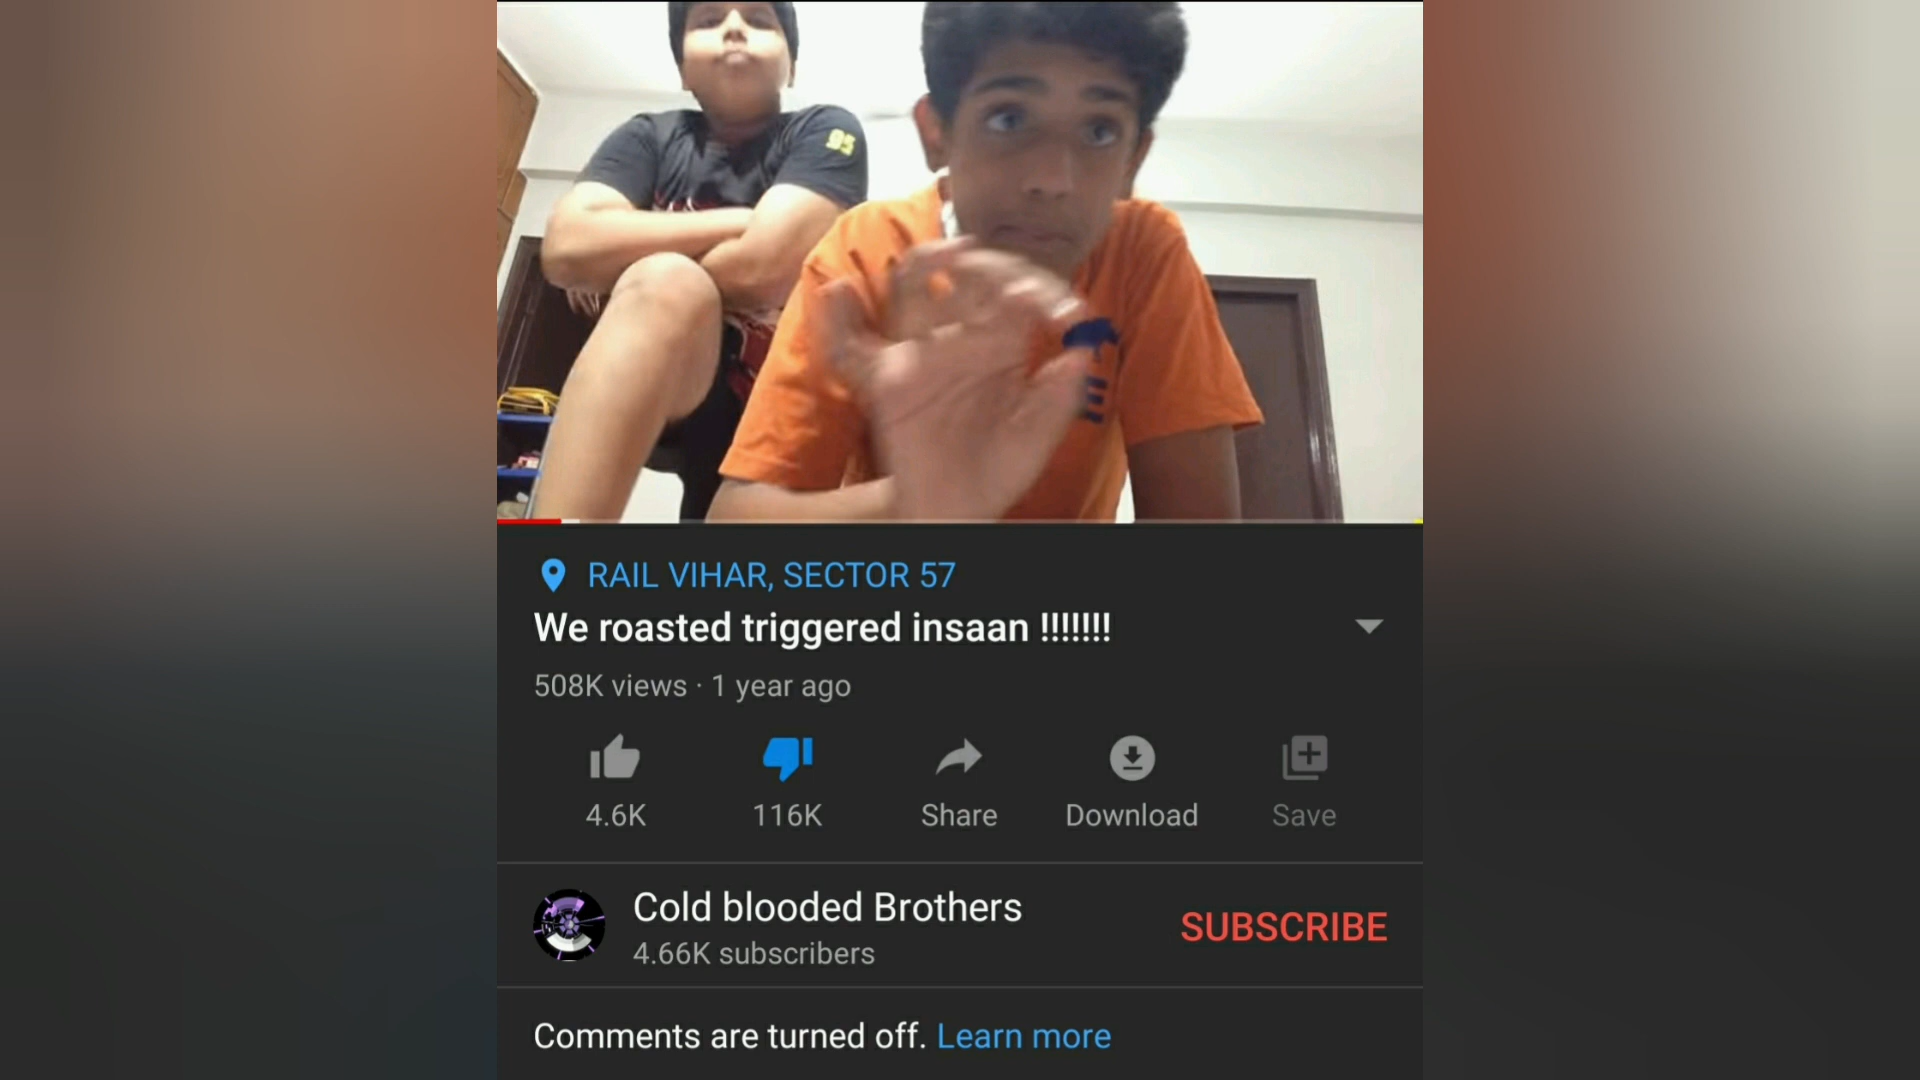 95
E
RAIL VIHAR, SECTOR 57
We roasted triggered insaan !!!!!!!
508K views · 1 year ago
4.6K
116K
Share
Download
Save
Cold blooded Brothers
4.66K subscribers
SUBSCRIBE
Comments are turned off. Learn more